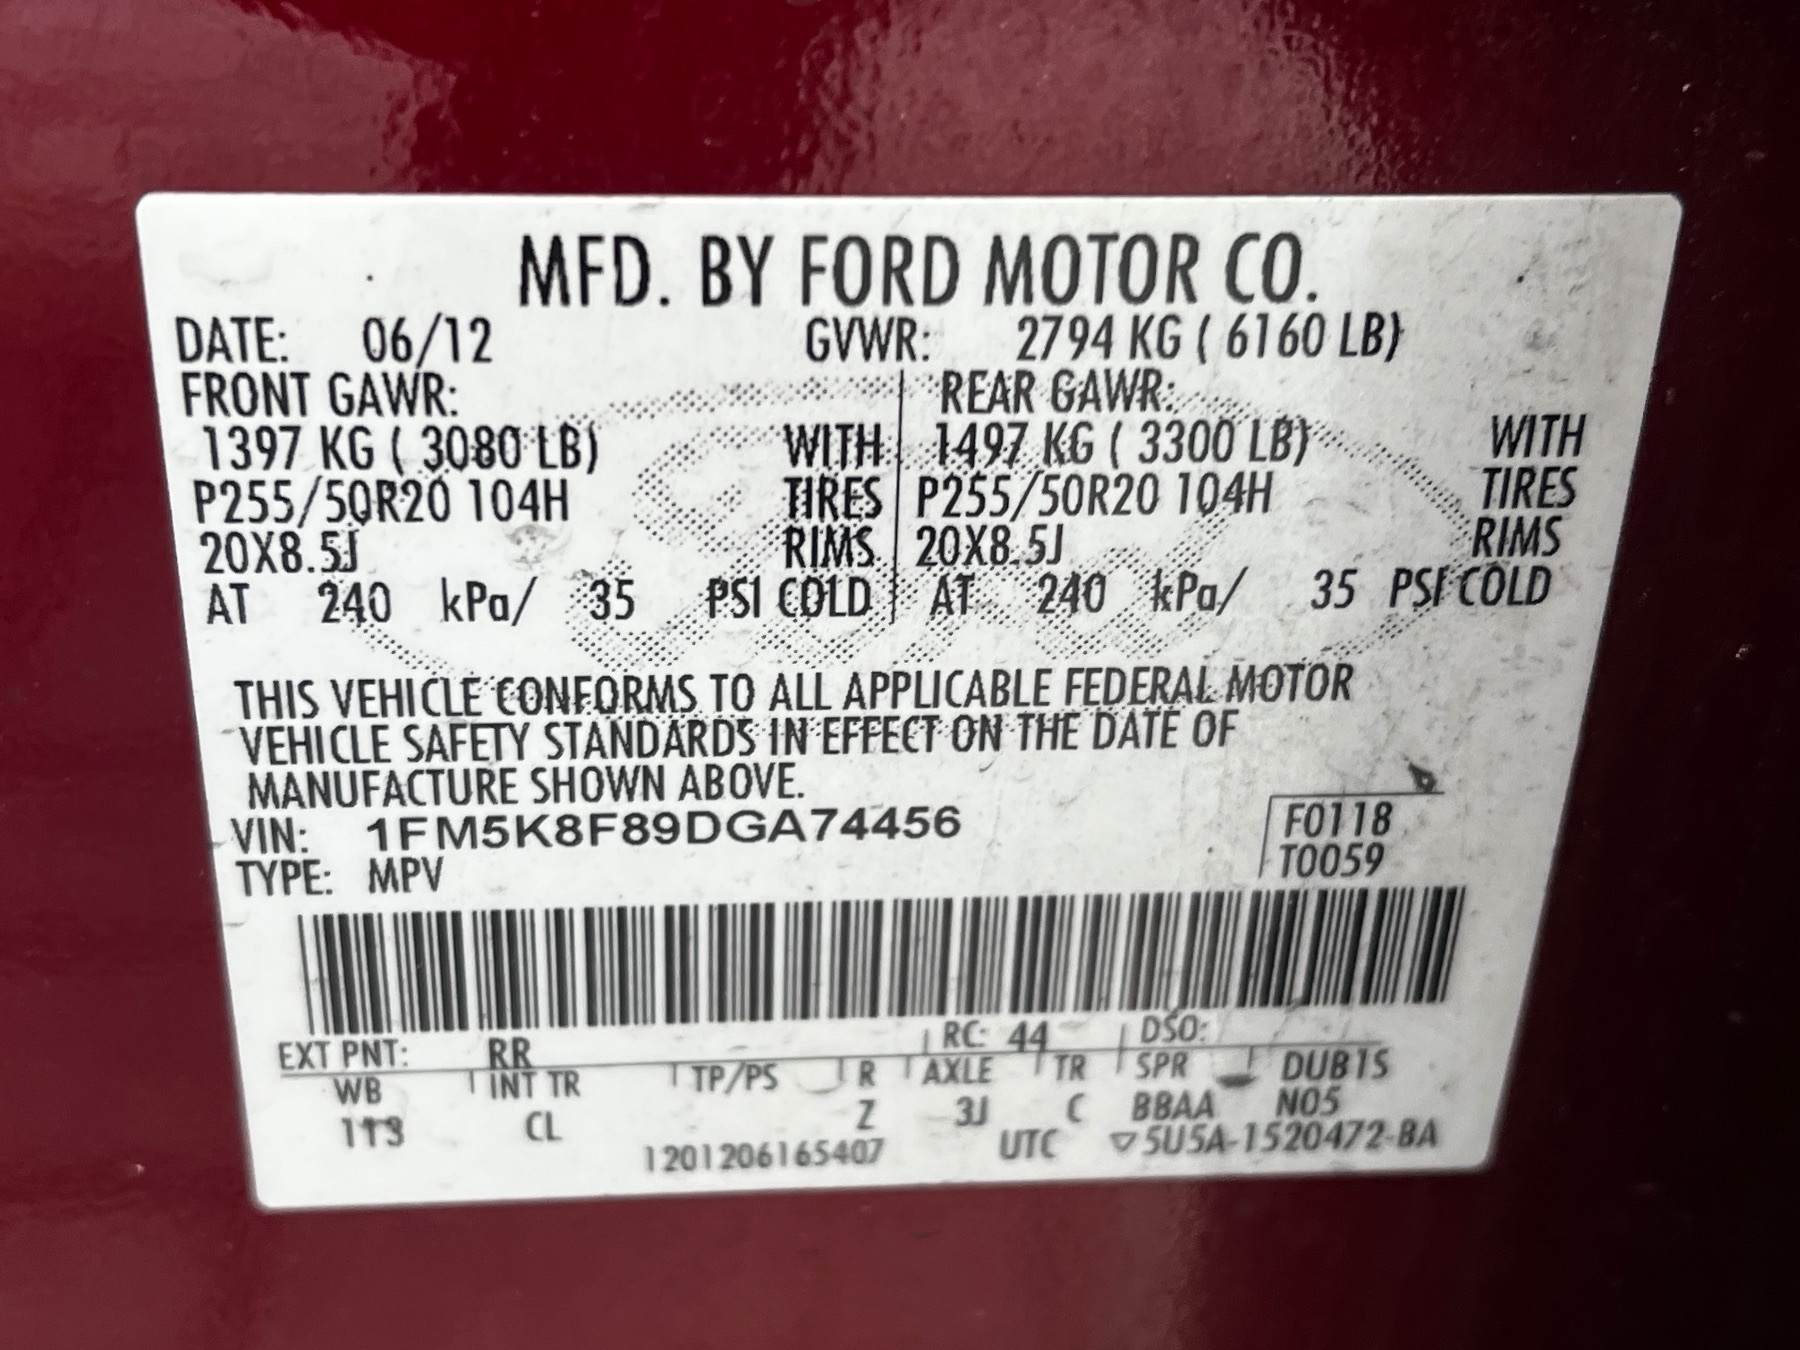 MFD. BY FORD MOTOR CO.
DATE: 06/12 GVWR: 2794 KG ( 6160 LB)
FRONT GAWR: REAR GAWR:
1397 KG ( 3080 LB) WITH 1497 KG ( 3300 LB) WITH
P255/50R20 104H TIRES P255/50R20 104H TIRES
20X8.5J RIMS 20X8.5J RIMS
AT 240 kPa/ 35 PSI COLD AT 240 kPa/ 35 PSI COLD
THIS VEHICLE CONFORMS TO ALL APPLICABLE FEDERAL MOTOR
VEHICLE SAFETY STANDARDS IN EFFECT ON THE DATE OF
MANUFACTURE SHOWN ABOVE.
VIN: 1FM5K8F89DGA74456 F0118
TYPE: MPV T0059
EXT PNT: RR RC: 44 DSO:
WB INT TR TP/PS R AXLE TR SPR DUBTS
113 CL Z 3J C BBAA N05
1201206165407 UTC ▽5U5A-1520472-BA